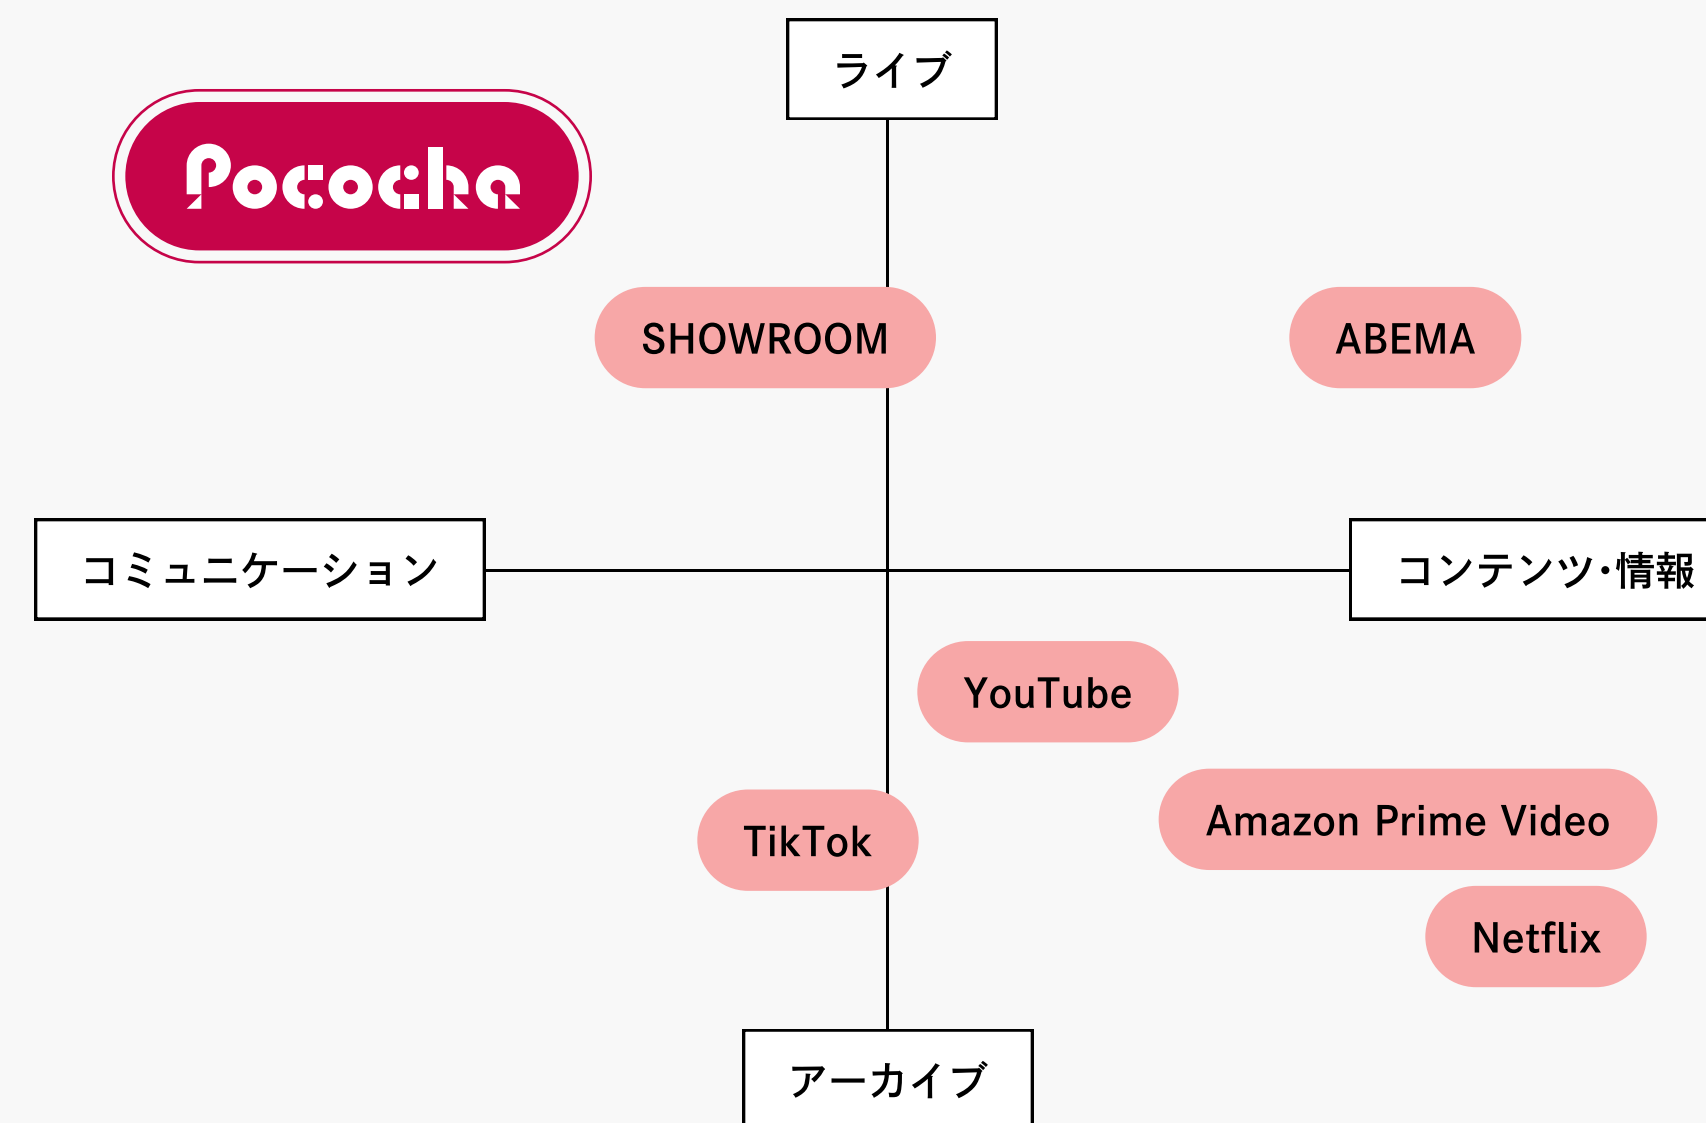 ライブ
Pococha
SHOWROOM
ABEMA
コミュニケーション
コンテンツ・情報
YouTube
Amazon Prime Video
TikTok
Netflix
アーカイブ